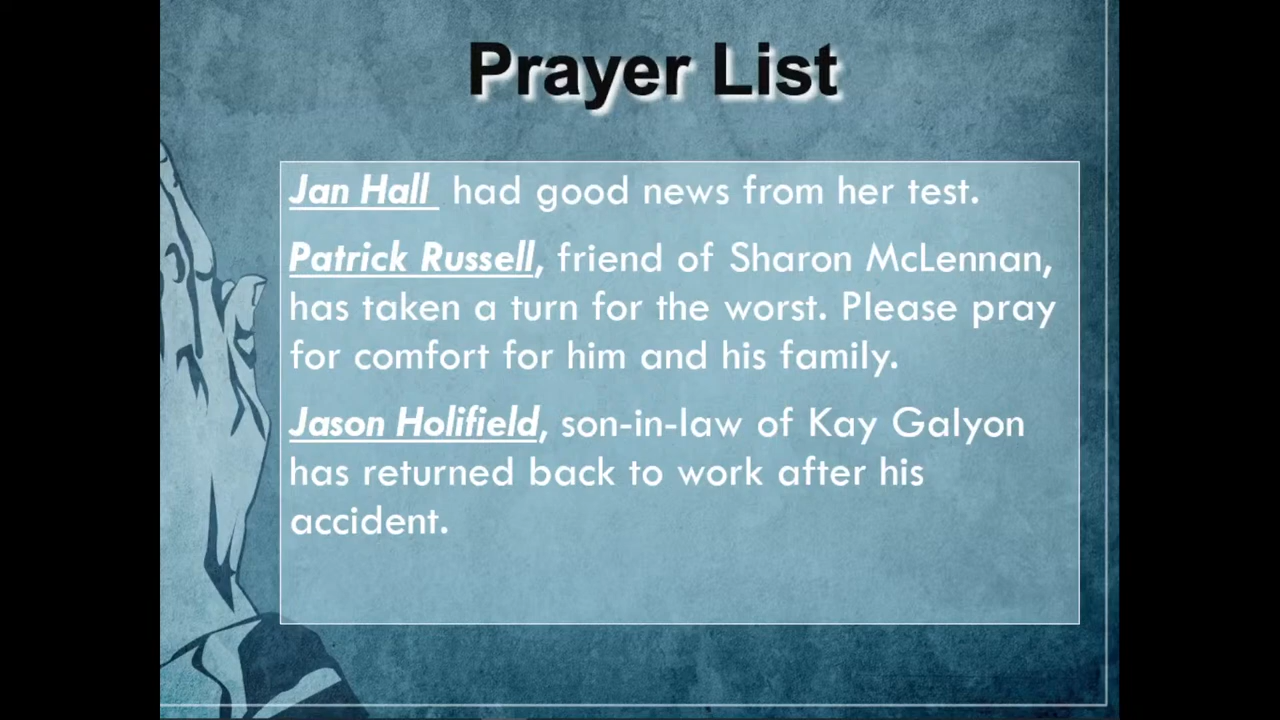 Prayer List
Jan Hall had good news from her test.
Patrick Russell, friend of Sharon McLennan,
has taken a turn for the worst. Please pray
for comfort for him and his family.
Jason Holifield, son-in-law of Kay Galyon
has returned back to work after his
accident.